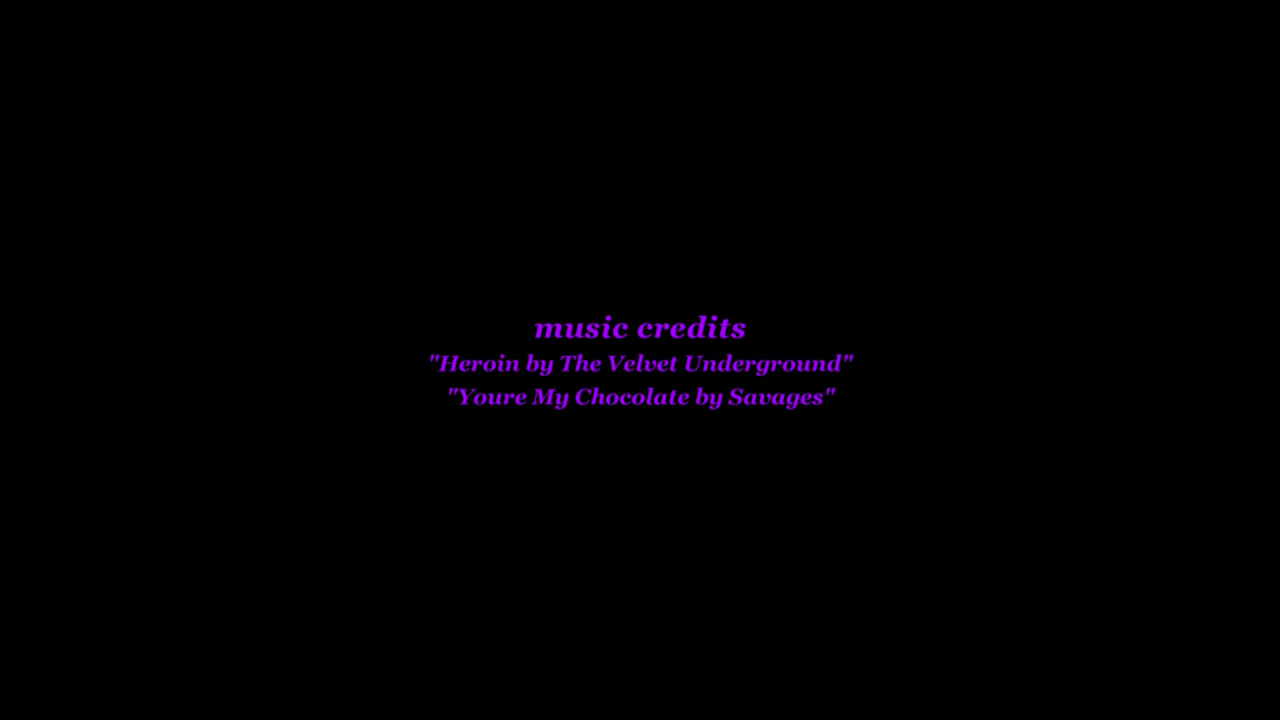 music credits
"Heroin by The Velvet Underground"
"Youre My Chocolate by Savages"